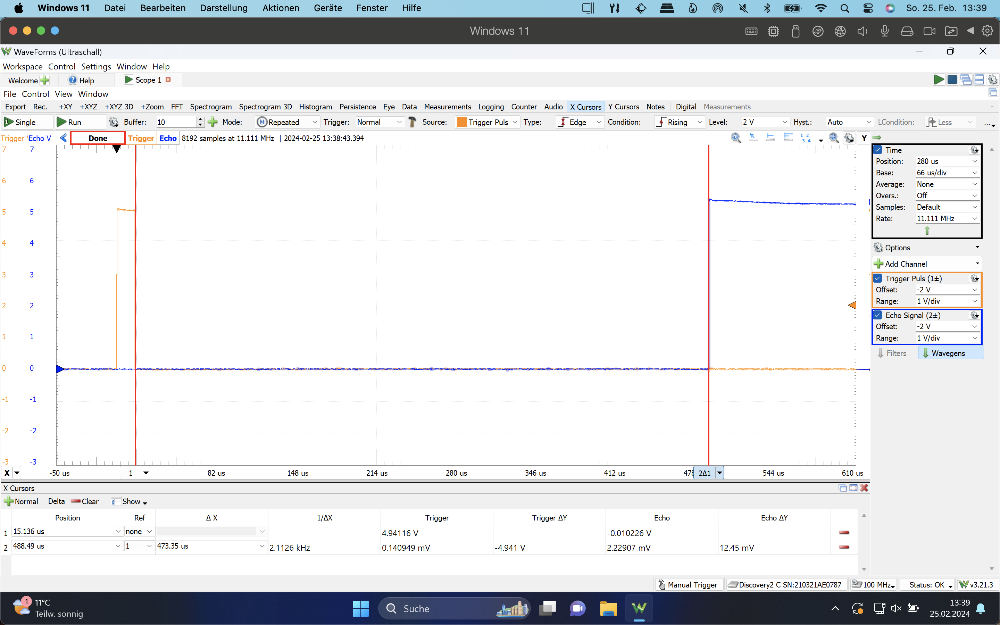 Windows 11 Datei Bearbeiten Darstellung Aktionen Geräte Fenster Hilfe So. 25. Feb. 13:39
Windows 11
WaveForms (Ultraschall)
Workspace Control Settings Window Help
Welcome Help Scope 1
File Control View Window
Export Rec. +XY +XYZ +XYZ 3D +Zoom FFT Spectrogram Spectrogram 3D Histogram Persistence Eye Data Measurements Logging Counter Audio X Cursors Y Cursors Notes Digital Measurements
Single Run Buffer: 10 Mode: Repeated Trigger: Normal Source: Trigger Puls Type: Edge Condition: Rising Level: 2 V Hyst.: Auto LCondition: Less ...
Trigger Echo V Done Trigger Echo 8192 samples at 11.111 MHz | 2024-02-25 13:38:43.394 Y
7 7
6 6
5 5
4 4
3 3
2 2
1 1
0 0
-1 -1
-2 -2
-3 -3
X -50 us 1 82 us 148 us 214 us 280 us 346 us 412 us 478 2Δ1 544 us 610 us
Time
Position: 280 us
Base: 66 us/div
Average: None
Overs.: Off
Samples: Default
Rate: 11.111 MHz
Options
Add Channel
Trigger Puls (1±)
Offset: -2 V
Range: 1 V/div
Echo Signal (2±)
Offset: -2 V
Range: 1 V/div
Filters Wavegens
X Cursors
Normal Delta Clear Show
Position Ref Δ X 1/ΔX Trigger Trigger ΔY Echo Echo ΔY
1 15.136 us none 4.94116 V -0.010226 V
2 488.49 us 1 473.35 us 2.1126 kHz 0.140949 mV -4.941 V 2.22907 mV 12.45 mV
Manual Trigger Discovery2 C SN:210321AE0787 100 MHz Status: OK v3.21.3
1 11°C
Teilw. sonnig
Suche
13:39
25.02.2024